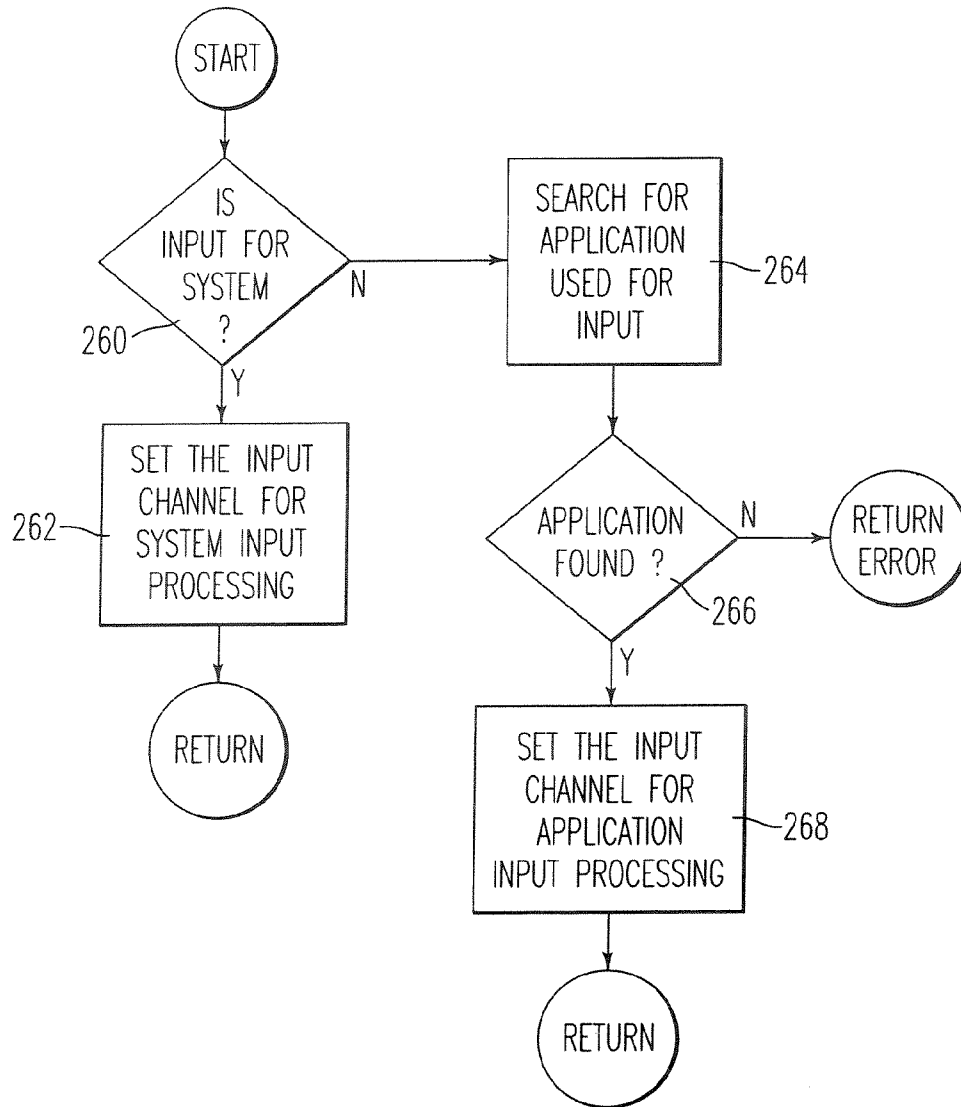 START
IS
INPUT FOR
SYSTEM
?
260
N
Y
SET THE INPUT
CHANNEL FOR
SYSTEM INPUT
PROCESSING
262
RETURN
SEARCH FOR
APPLICATION
USED FOR
INPUT
264
APPLICATION
FOUND ?
266
N
RETURN
ERROR
Y
SET THE INPUT
CHANNEL FOR
APPLICATION
INPUT PROCESSING
268
RETURN